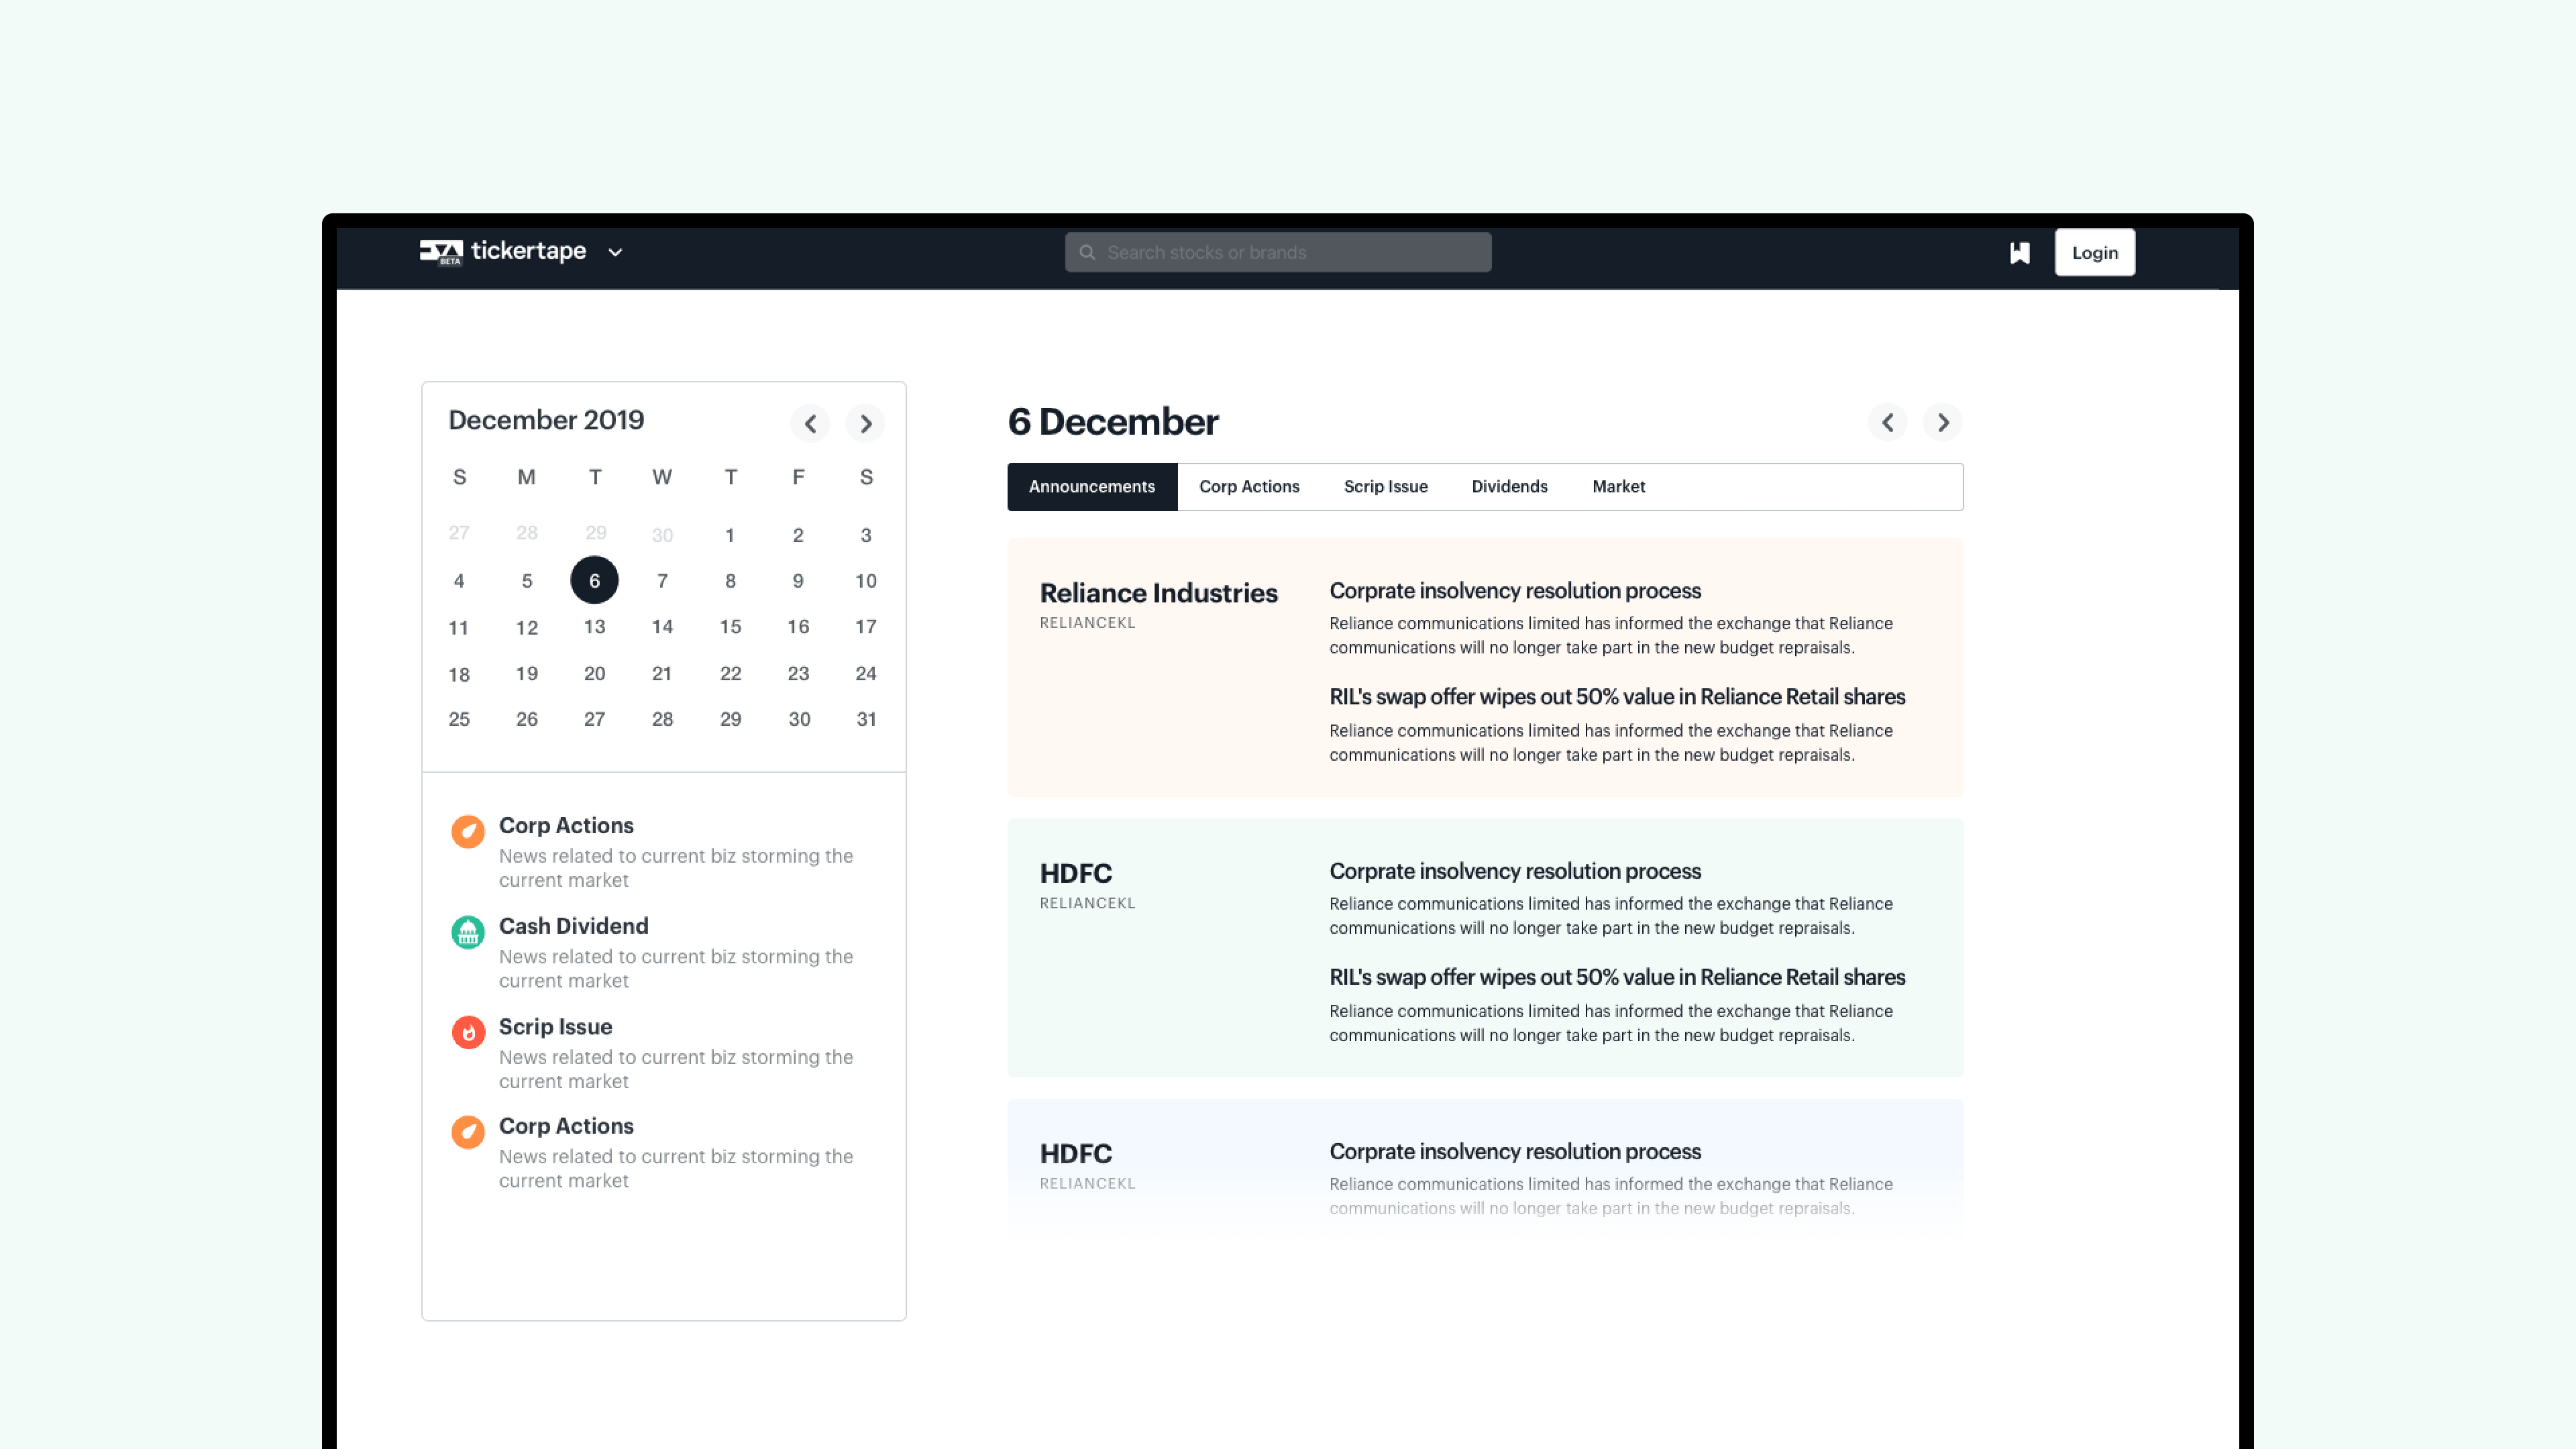 BETA
tickertape
Search stocks or brands
Login
December 2019
S M T W T F S
27 28 29 30 1 2 3
4 5 6 7 8 9 10
11 12 13 14 15 16 17
18 19 20 21 22 23 24
25 26 27 28 29 30 31
Corp Actions
News related to current biz storming the
current market
Cash Dividend
News related to current biz storming the
current market
Scrip Issue
News related to current biz storming the
current market
Corp Actions
News related to current biz storming the
current market
6 December
Announcements Corp Actions Scrip Issue Dividends Market
Reliance Industries
RELIANCEKL
Corprate insolvency resolution process
Reliance communications limited has informed the exchange that Reliance
communications will no longer take part in the new budget repraisals.
RIL's swap offer wipes out 50% value in Reliance Retail shares
Reliance communications limited has informed the exchange that Reliance
communications will no longer take part in the new budget repraisals.
HDFC
RELIANCEKL
Corprate insolvency resolution process
Reliance communications limited has informed the exchange that Reliance
communications will no longer take part in the new budget repraisals.
RIL's swap offer wipes out 50% value in Reliance Retail shares
Reliance communications limited has informed the exchange that Reliance
communications will no longer take part in the new budget repraisals.
HDFC
RELIANCEKL
Corprate insolvency resolution process
Reliance communications limited has informed the exchange that Reliance
communications will no longer take part in the new budget repraisals.